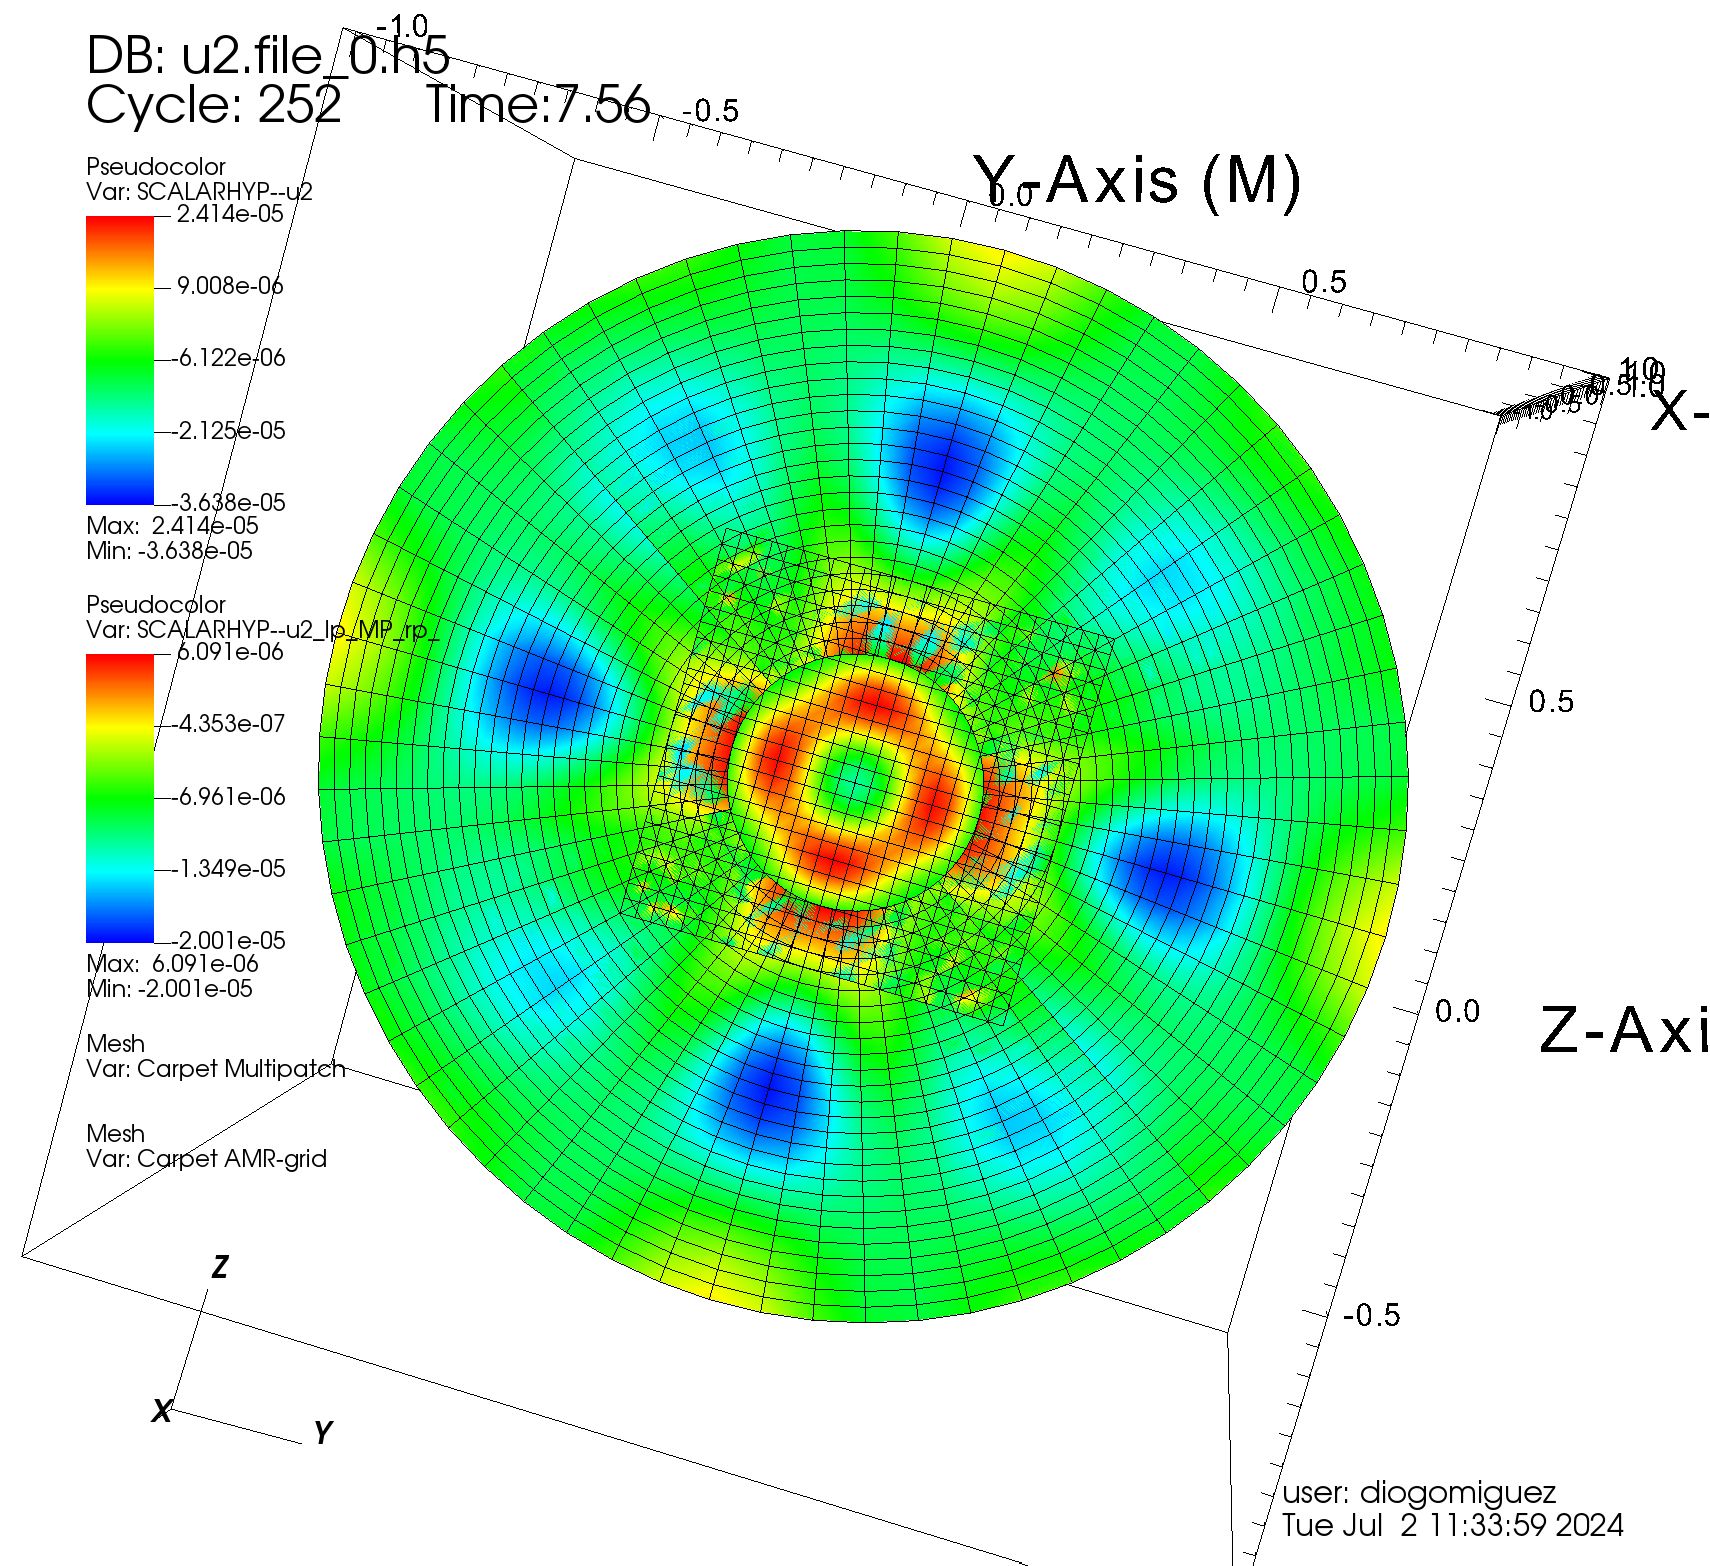 DB: u2.file_0.h5
Cycle: 252 Time:7.56
Pseudocolor
Var: SCALARHYP--u2
2.414e-05
9.008e-06
-6.122e-06
-2.125e-05
-3.638e-05
Max: 2.414e-05
Min: -3.638e-05
Pseudocolor
Var: SCALARHYP--u2_lp_MP_rp_
6.091e-06
-4.353e-07
-6.961e-06
-1.349e-05
-2.001e-05
Max: 6.091e-06
Min: -2.001e-05
Mesh
Var: Carpet Multipatch
Mesh
Var: Carpet AMR-grid
-1.0
-0.5
0.0
Y-Axis (M)
0.5
1.0
X-
0.5
0.0
Z-Axi
-0.5
Z
X
Y
user: diogomiguez
Tue Jul 2 11:33:59 2024